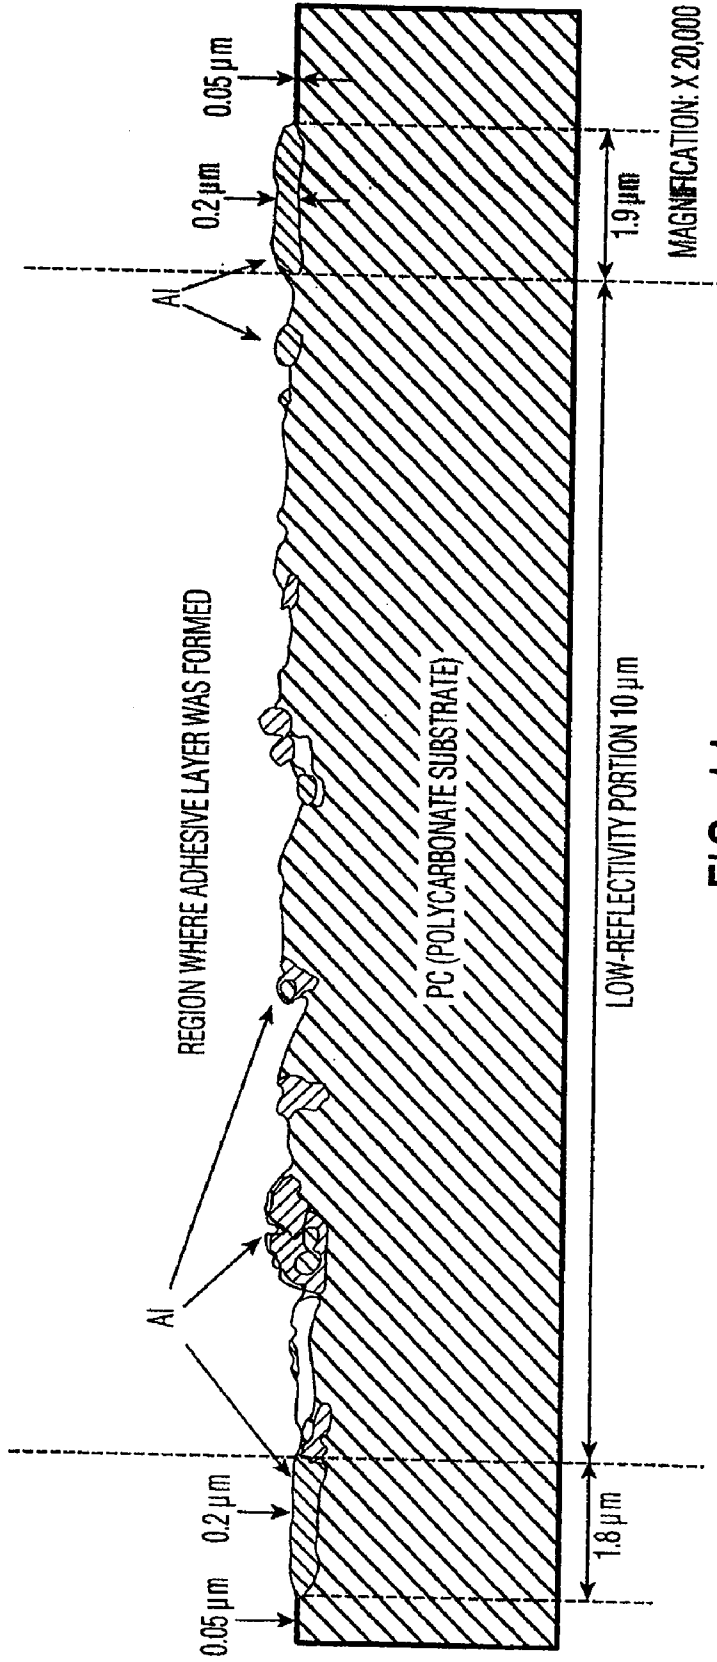 REGION WHERE ADHESIVE LAYER WAS FORMED
Al
Al
0.05 µm
0.2 µm
0.2 µm
0.05 µm
PC (POLYCARBONATE SUBSTRATE)
1.8 µm
LOW-REFLECTIVITY PORTION 10 µm
1.9 µm
MAGNIFICATION: X 20,000
FIG.